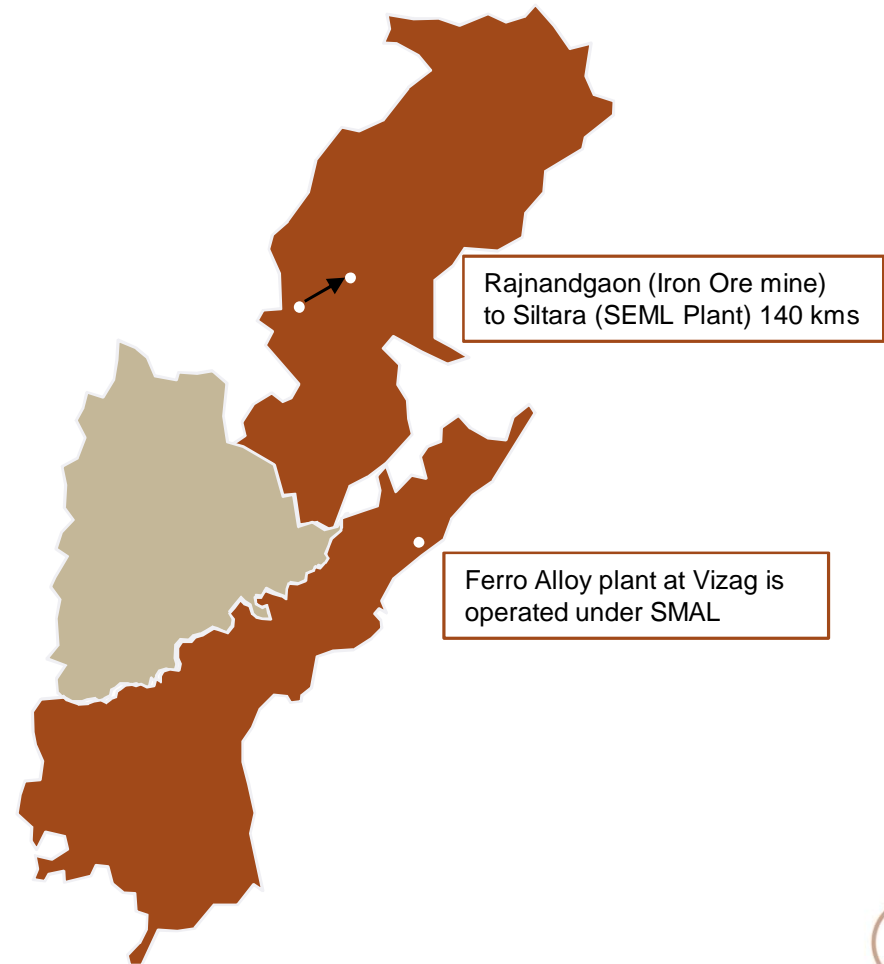 Rajnandgaon (Iron Ore mine)
to Siltara (SEML Plant) 140 kms
Ferro Alloy plant at Vizag is
operated under SMAL